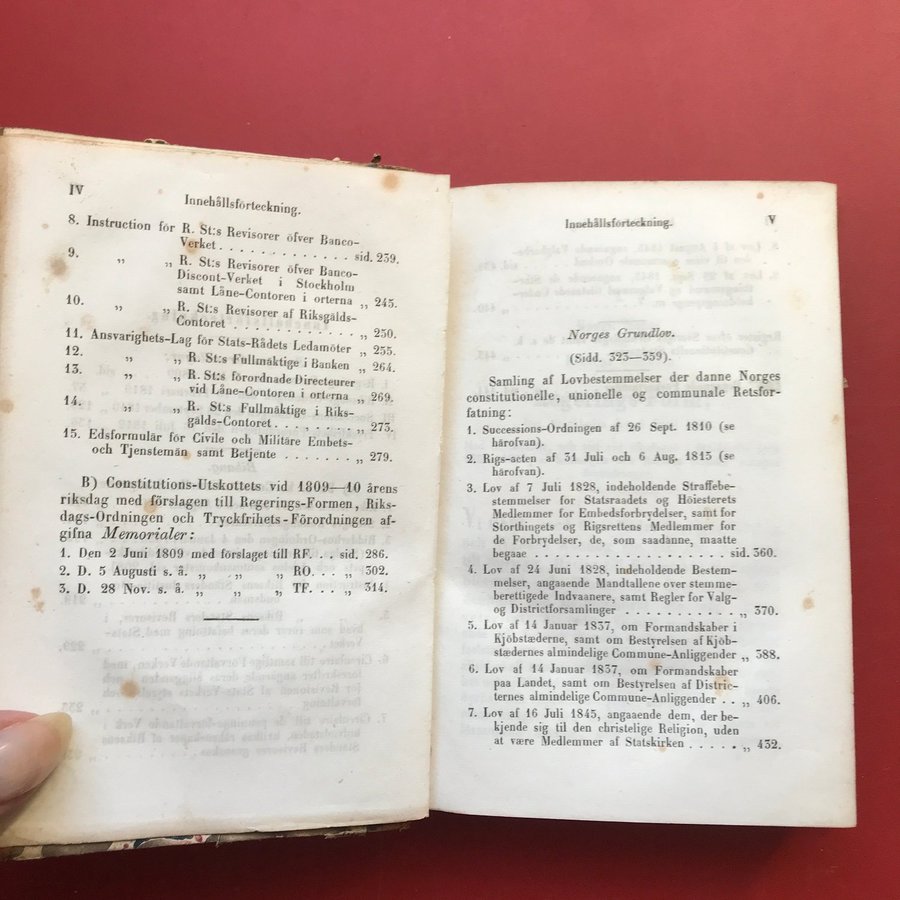 IV
Innehållsförteckning.
8. Instruction för R. St:s Revisorer öfver Banco-
Verket . . . . . . . . . . . sid. 239.
9. „ „ R. St:s Revisorer öfver Banco-
Discont-Verket i Stockholm
samt Låne-Contoren i orterna „ 245.
10. „ „ R. St:s Revisorer af Riksgälds-
Contoret . . . . . . . . . . . „ 250.
11. Ansvarighets-Lag för Stats-Rådets Ledamöter „ 255.
12. „ „ R. St:s Fullmäktige i Banken „ 264.
13. „ „ R. St:s förordnade Directeurer
vid Låne-Contoren i orterna „ 269.
14. „ „ R. St:s Fullmäktige i Riks-
gälds-Contoret . . . . . . . . „ 273.
15. Edsformulär för Civile och Militäre Embets-
och Tjenstemän samt Betjente . . . . . . . „ 279.
B) Constitutions-Utskottets vid 1809—10 årens
riksdag med förslagen till Regerings-Formen, Riks-
dags-Ordningen och Tryckfrihets-Förordningen af-
gifna Memorialer:
1. Den 2 Juni 1809 med förslaget till RF. . . sid. 286.
2. D. 5 Augusti s. å. „ „ „ RO. . . „ 302.
3. D. 28 Nov. s. å. „ „ „ TF. . . „ 314.
Innehållsförteckning. V
Norges Grundlov.
(Sidd. 323—359).
Samling af Lovbestemmelser der danne Norges
constitutionelle, unionelle og communale Retsfor-
fatning:
1. Successions-Ordningen af 26 Sept. 1810 (se
härofvan).
2. Rigs-acten af 31 Juli och 6 Aug. 1815 (se
härofvan).
3. Lov af 7 Juli 1828, indeholdende Straffebe-
stemmelser for Statsraadets og Höiesterets
Medlemmer for Embedsforbrydelser, samt for
Storthingets og Rigsrettens Medlemmer for
de Forbrydelser, de, som saadanne, maatte
begaae . . . . . . . . . . . . . . . . . sid. 360.
4. Lov af 24 Juni 1828, indeholdende Bestem-
melser, angaaende Mandtallene over stemme-
berettigede Indvaanere, samt Regler for Valg-
og Districtforsamlinger . . . . . . . . . „ 370.
5. Lov af 14 Januar 1837, om Formandskaber i
Kjöbstæderne, samt om Bestyrelsen af Kjöb-
stædernes almindelige Commune-Anliggender „ 388.
6. Lov af 14 Januar 1837, om Formandskaber
paa Landet, samt om Bestyrelsen af Distric-
ternes almindelige Commune-Anliggender . . „ 406.
7. Lov af 16 Juli 1845, angaaende dem, der be-
kjende sig til den christelige Religion, uden
at være Medlemmer af Statskirken . . . . . „ 432.